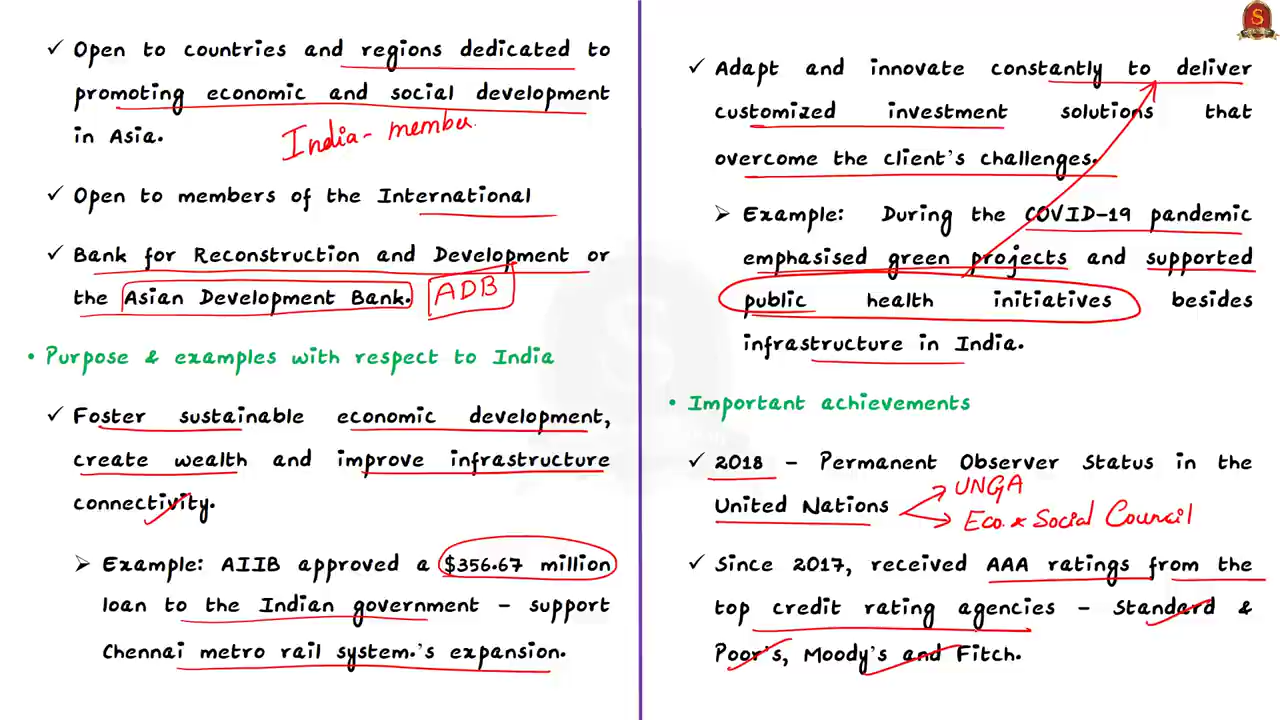 ✓ Open to countries and regions dedicated to
promoting economic and social development
in Asia.
India - member
✓ Open to members of the International
✓ Bank for Reconstruction and Development or
the Asian Development Bank. ADB
• Purpose & examples with respect to India
✓ Foster sustainable economic development,
create wealth and improve infrastructure
connectivity.
➢ Example: AIIB approved a $356.67 million
loan to the Indian government – support
Chennai metro rail system.'s expansion.
✓ Adapt and innovate constantly to deliver
customized investment solutions that
overcome the client's challenges.
➢ Example: During the COVID-19 pandemic
emphasised green projects and supported
public health initiatives besides
infrastructure in India.
• Important achievements
✓ 2018 – Permanent Observer Status in the
United Nations
UNGA
Eco. & Social Council
✓ Since 2017, received AAA ratings from the
top credit rating agencies – Standard &
Poor's, Moody's and Fitch.
S